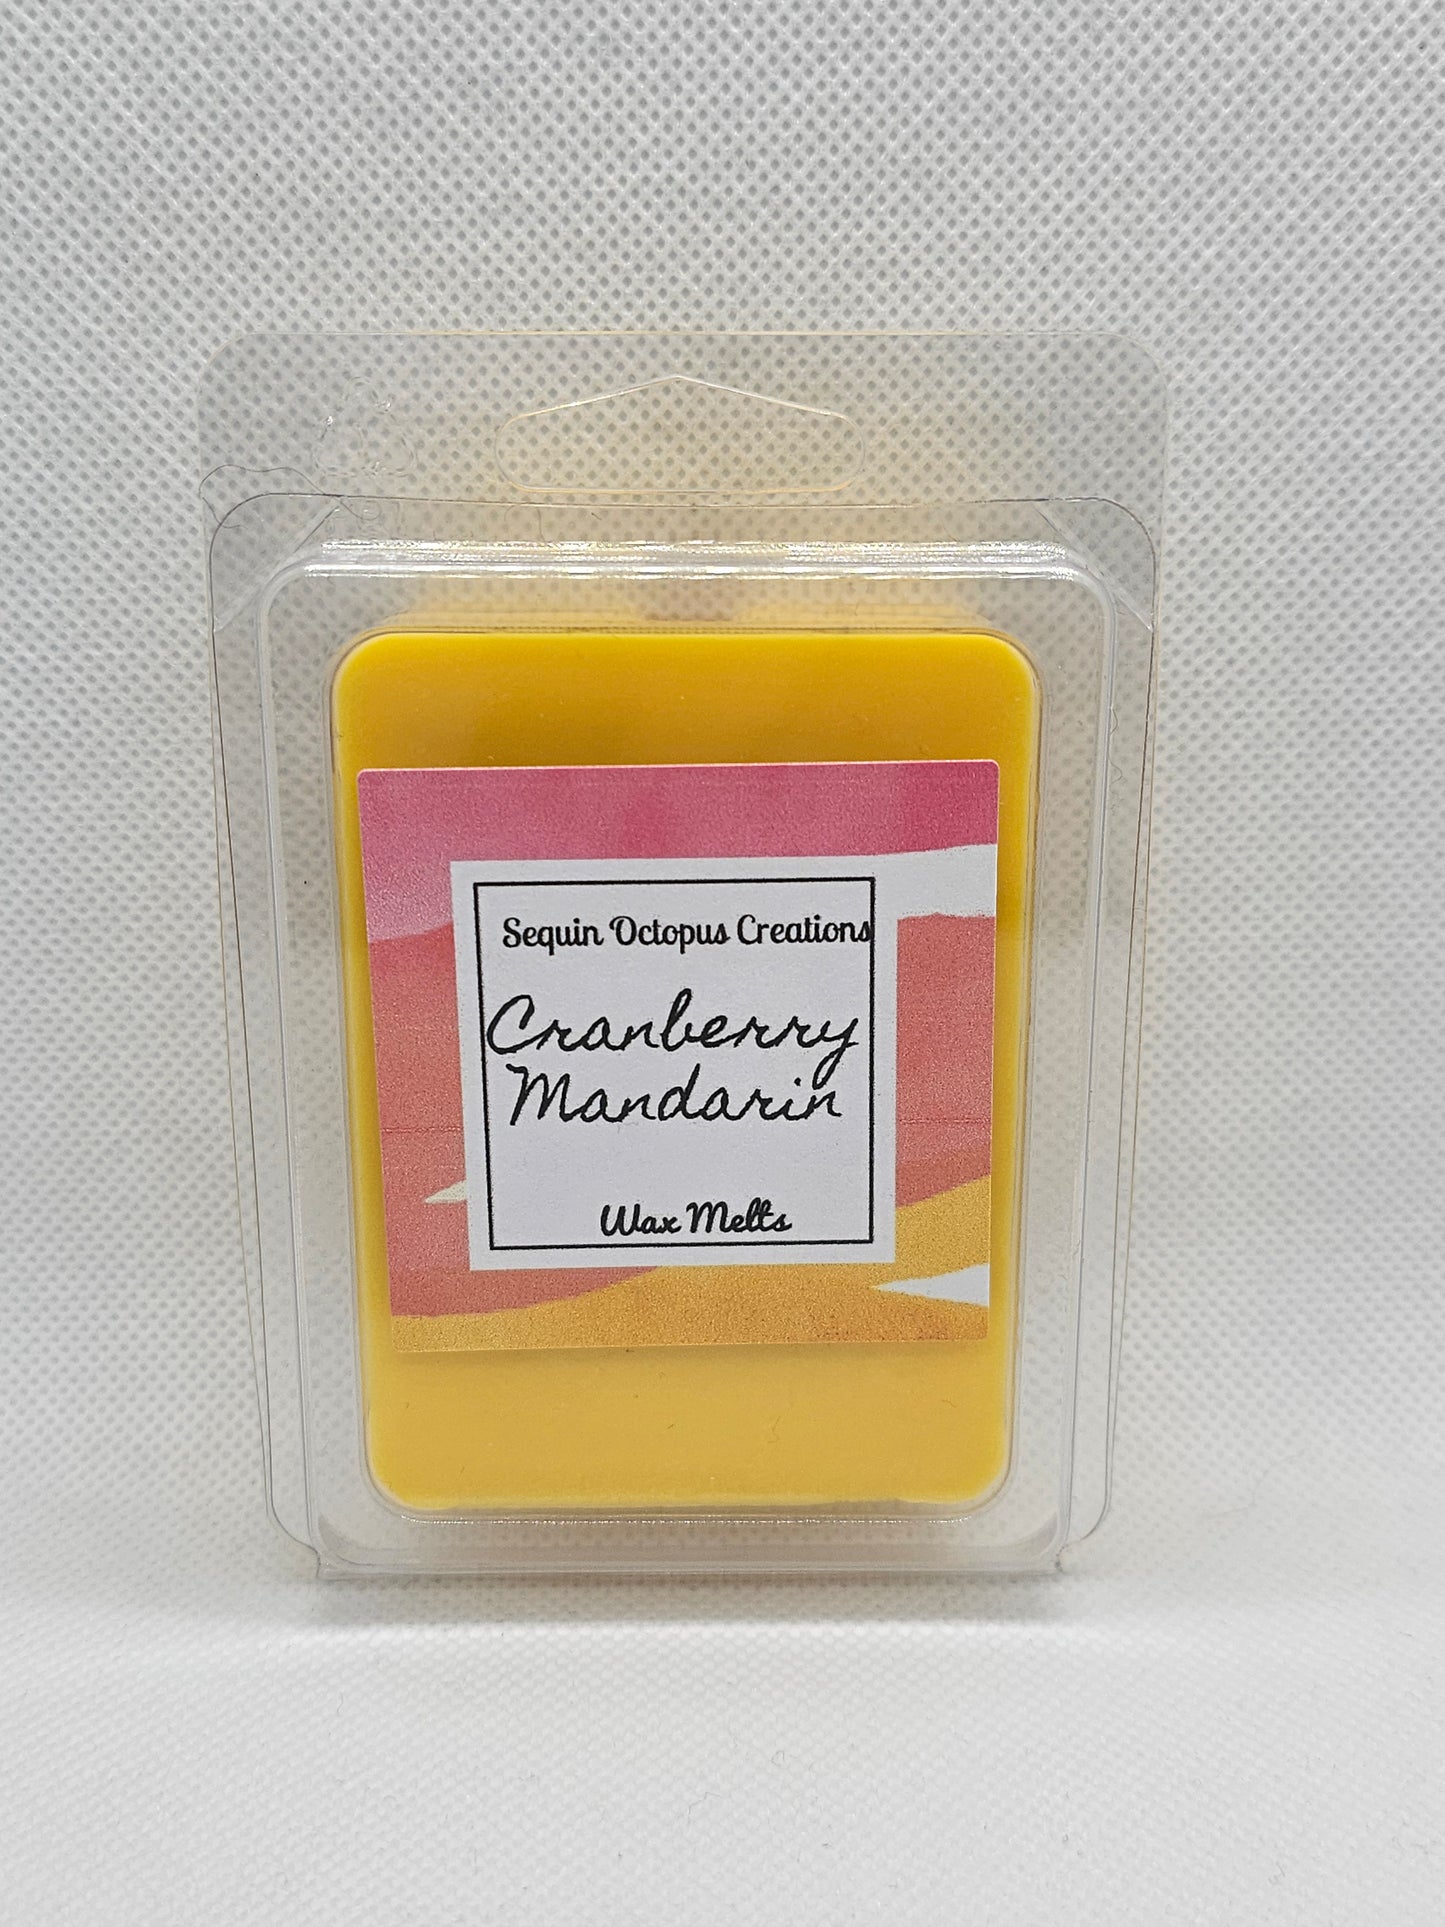 Sequin Octopus Creations
Cranberry
Mandarin
Wax Melts